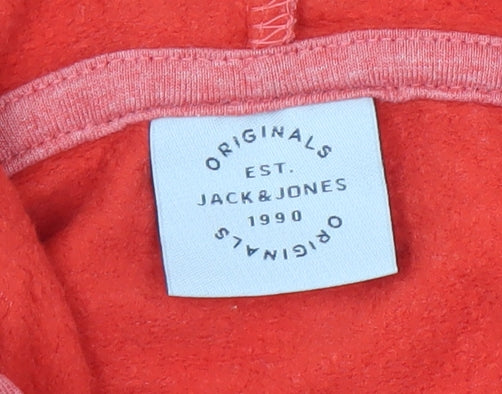 ORIGINALS
EST.
JACK&JONES
1990
ORIGINALS